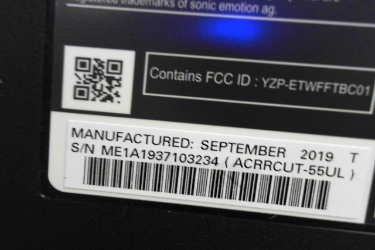 registered trademarks of sonic emotion ag.
Contains FCC ID : YZP-ETWFFTBC01
MANUFACTURED: SEPTEMBER 2019 T
S/N ME1A1937103234 ( ACRRCUT-55UL )